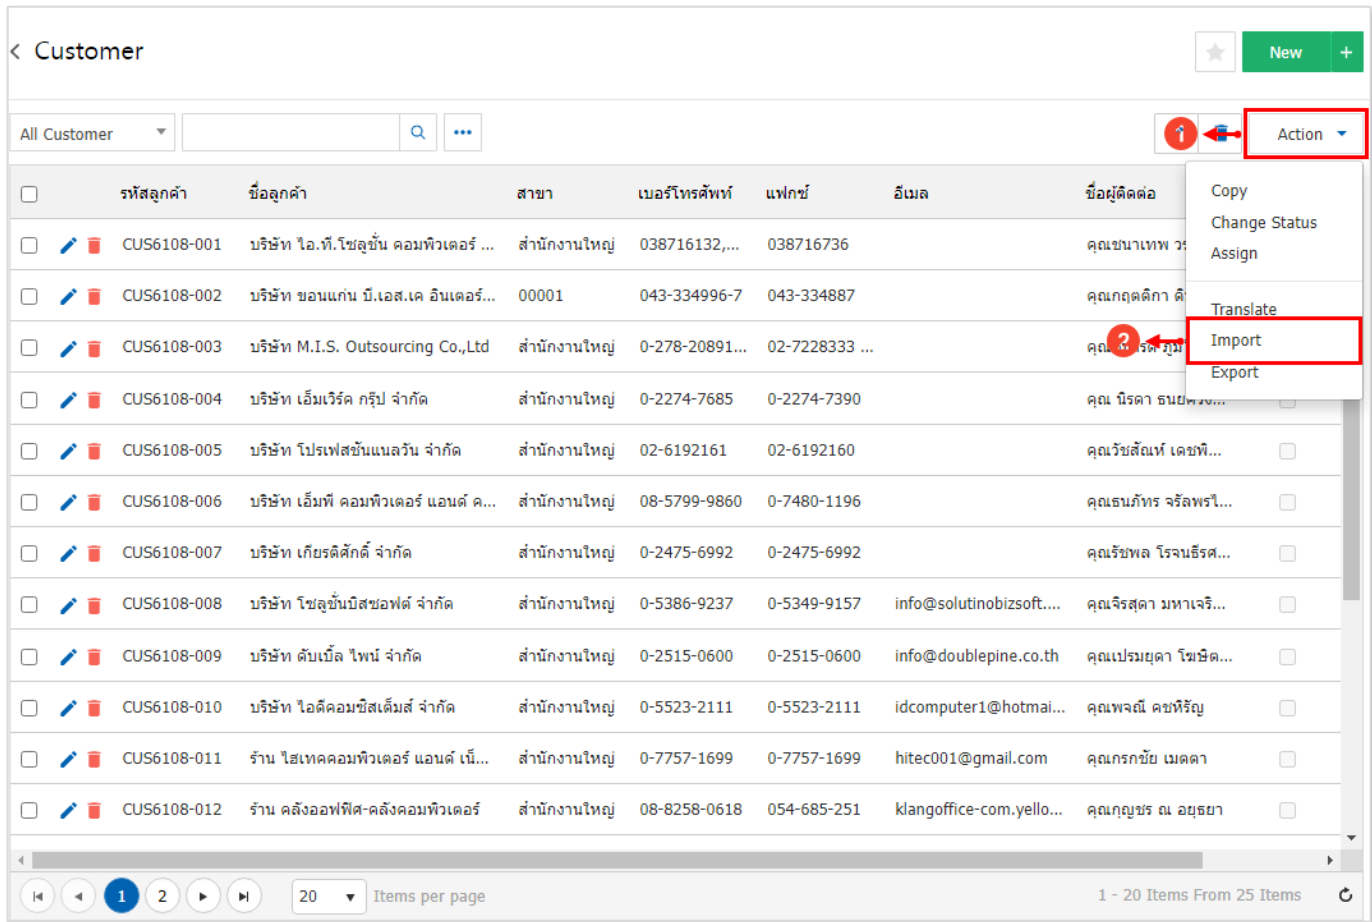 Customer
New +
All Customer
1 Action
รหัสลูกค้า ชื่อลูกค้า สาขา เบอร์โทรศัพท์ แฟกซ์ อีเมล ชื่อผู้ติดต่อ
Copy
Change Status
Assign
Translate
2 Import
Export
CUS6108-001 บริษัท ไอ.ที.โซลูชั่น คอมพิวเตอร์ ... สำนักงานใหญ่ 038716132,... 038716736 คุณชนาเทพ
CUS6108-002 บริษัท ขอนแก่น บี.เอส.เค อินเตอร์... 00001 043-334996-7 043-334887 คุณกฤตติกา
CUS6108-003 บริษัท M.I.S. Outsourcing Co.,Ltd สำนักงานใหญ่ 0-278-20891... 02-7228333 ...
CUS6108-004 บริษัท เอ็มเวิร์ค กรุ๊ป จำกัด สำนักงานใหญ่ 0-2274-7685 0-2274-7390 คุณ นิรดา
CUS6108-005 บริษัท โปรเฟสชันแนลวัน จำกัด สำนักงานใหญ่ 02-6192161 02-6192160 คุณวัชสัณห์ เดชพิ...
CUS6108-006 บริษัท เอ็มพี คอมพิวเตอร์ แอนด์ ค... สำนักงานใหญ่ 08-5799-9860 0-7480-1196 คุณธนภัทร จรัลพรไ...
CUS6108-007 บริษัท เกียรติศักดิ์ จำกัด สำนักงานใหญ่ 0-2475-6992 0-2475-6992 คุณรัชพล โรจนธีรศ...
CUS6108-008 บริษัท โซลูชั่นบิสซอฟต์ จำกัด สำนักงานใหญ่ 0-5386-9237 0-5349-9157 info@solutinobizsoft.... คุณจิรสุดา มหาเจริ...
CUS6108-009 บริษัท ดับเบิ้ล ไพน์ จำกัด สำนักงานใหญ่ 0-2515-0600 0-2515-0600 info@doublepine.co.th คุณเปรมยุดา โฆษิต...
CUS6108-010 บริษัท ไอดีคอมซิสเต็มส์ จำกัด สำนักงานใหญ่ 0-5523-2111 0-5523-2111 idcomputer1@hotmai... คุณพจณี คชหิรัญ
CUS6108-011 ร้าน ไฮเทคคอมพิวเตอร์ แอนด์ เน็... สำนักงานใหญ่ 0-7757-1699 0-7757-1699 hitec001@gmail.com คุณกรกชัย เมตตา
CUS6108-012 ร้าน คลังออฟฟิศ-คลังคอมพิวเตอร์ สำนักงานใหญ่ 08-8258-0618 054-685-251 klangoffice-com.yello... คุณกุญชร ณ อยุธยา
1 2 20 Items per page 1 - 20 Items From 25 Items